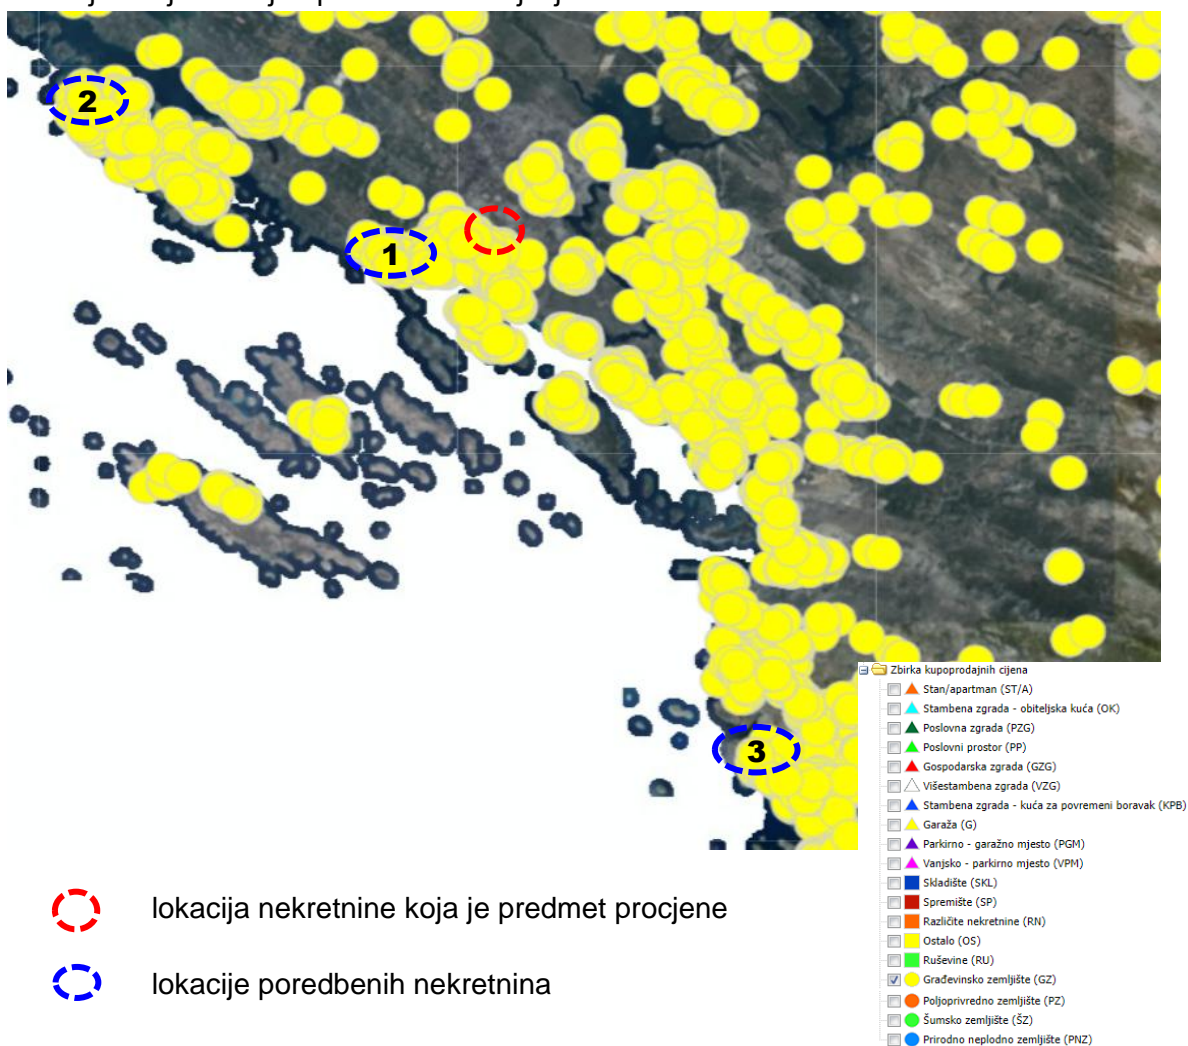 2
1
3
Zbirka kupoprodajnih cijena
Stan/apartman (ST/A)
Stambena zgrada - obiteljska kuća (OK)
Poslovna zgrada (PZG)
Poslovni prostor (PP)
Gospodarska zgrada (GZG)
Višestambena zgrada (VZG)
Stambena zgrada - kuća za povremeni boravak (KPB)
Garaža (G)
Parkirno - garažno mjesto (PGM)
Vanjsko - parkirno mjesto (VPM)
Skladište (SKL)
Spremište (SP)
Različite nekretnine (RN)
Ostalo (OS)
Ruševine (RU)
Građevinsko zemljište (GZ)
Poljoprivredno zemljište (PZ)
Šumsko zemljište (ŠZ)
Prirodno neplodno zemljište (PNZ)
lokacija nekretnine koja je predmet procjene
lokacije poredbenih nekretnina